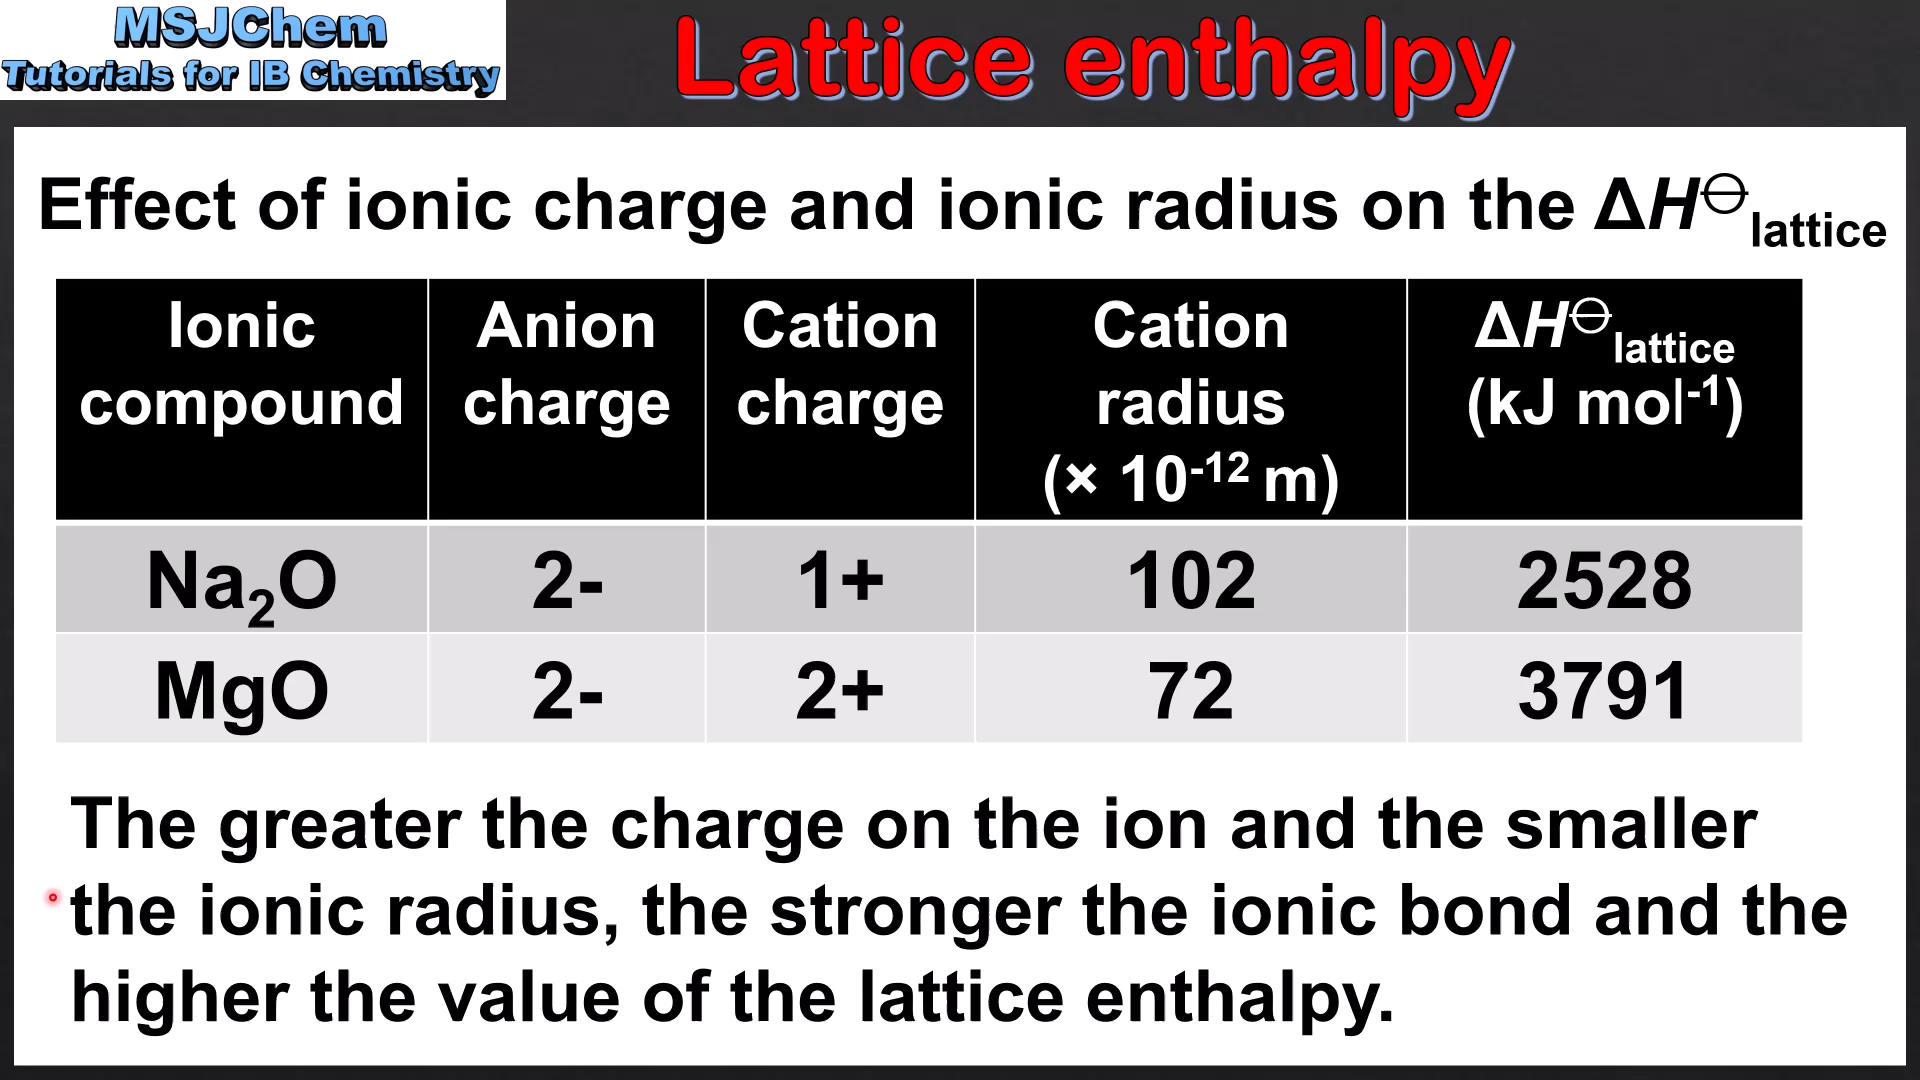 MSJChem
Tutorials for IB Chemistry
Lattice enthalpy
Effect of ionic charge and ionic radius on the ΔH⊖lattice
Ionic compound	Anion charge	Cation charge	Cation radius (× 10⁻¹² m)	ΔH⊖lattice (kJ mol⁻¹)
Na₂O	2-	1+	102	2528
MgO	2-	2+	72	3791
The greater the charge on the ion and the smaller
the ionic radius, the stronger the ionic bond and the
higher the value of the lattice enthalpy.